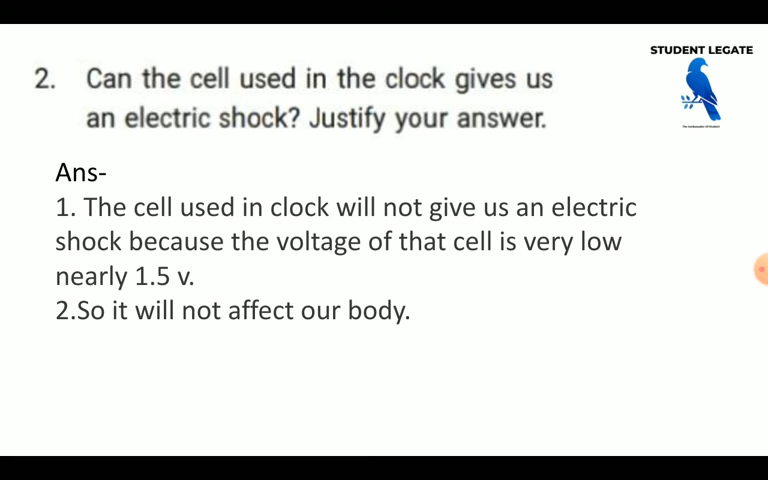 STUDENT LEGATE
2. Can the cell used in the clock gives us
an electric shock? Justify your answer.
Ans-
1. The cell used in clock will not give us an electric
shock because the voltage of that cell is very low
nearly 1.5 v.
2.So it will not affect our body.